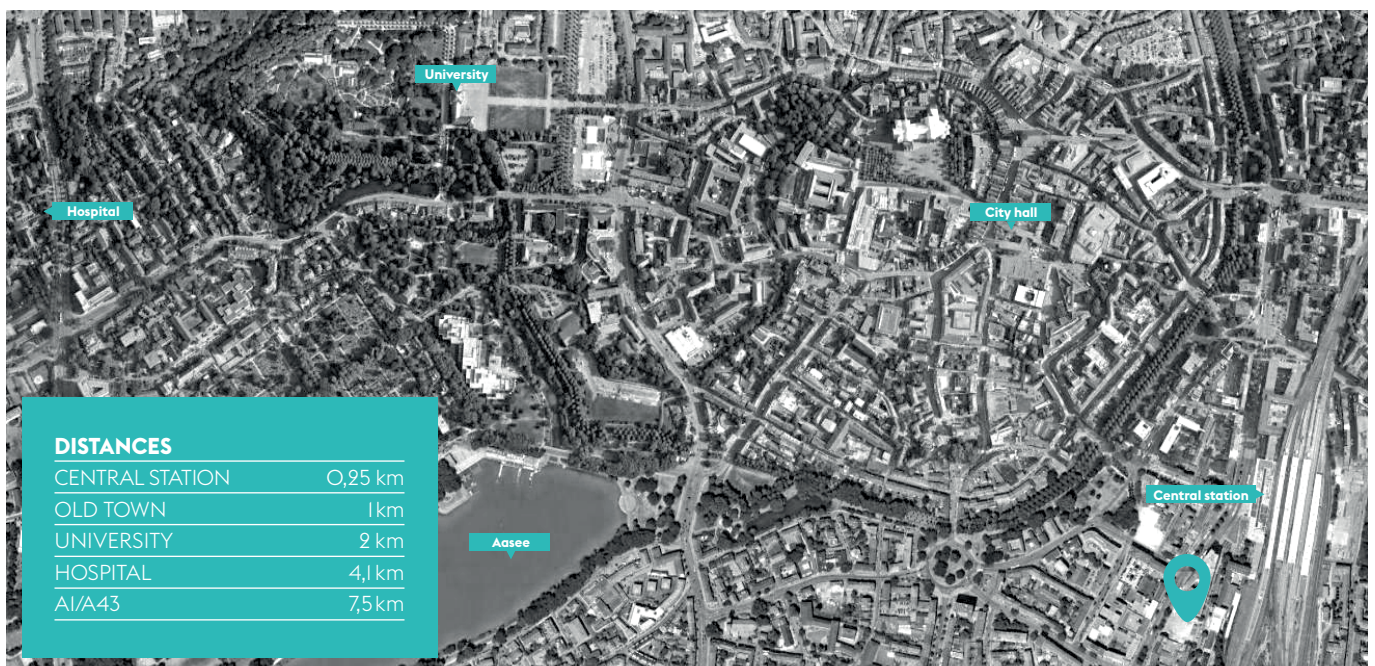 University
Hospital
City hall
Central station
Aasee
DISTANCES
CENTRAL STATION 0,25 km
OLD TOWN 1 km
UNIVERSITY 2 km
HOSPITAL 4,1 km
A1/A43 7,5 km